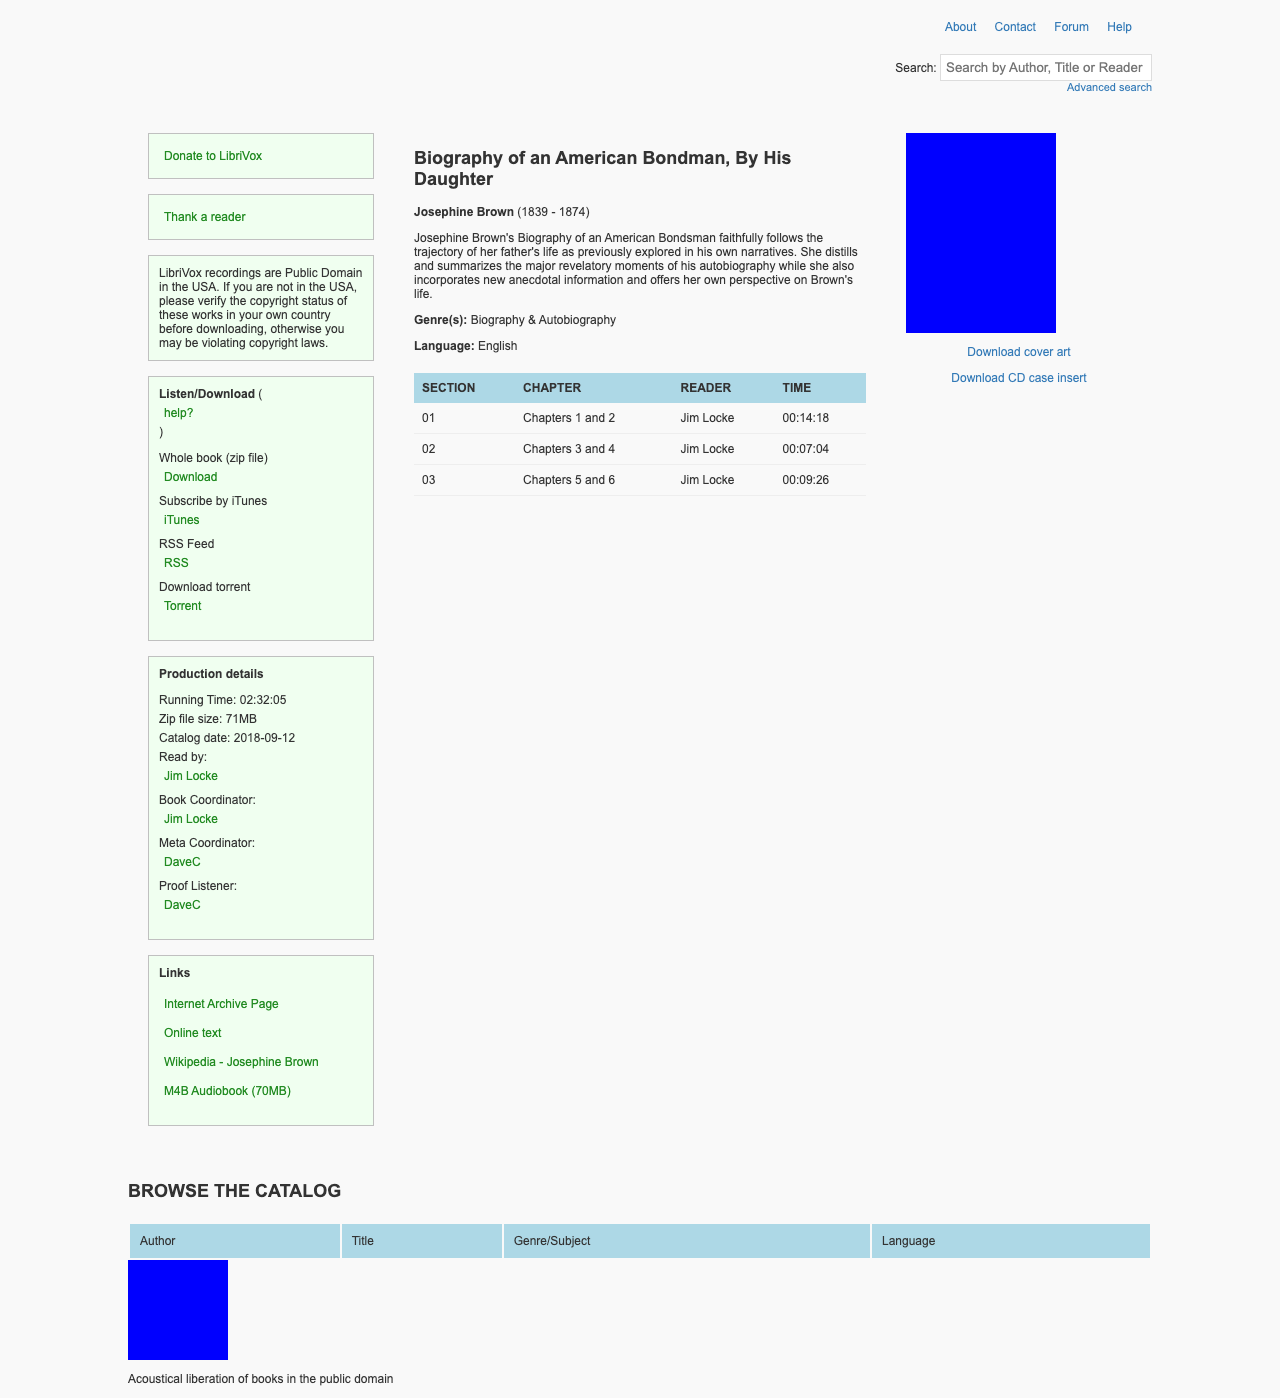 About Contact Forum Help
Search: Search by Author, Title or Reader
Advanced search
Donate to LibriVox
Thank a reader
LibriVox recordings are Public Domain
in the USA. If you are not in the USA,
please verify the copyright status of
these works in your own country
before downloading, otherwise you
may be violating copyright laws.
Listen/Download (
help?
)
Whole book (zip file)
Download
Subscribe by iTunes
iTunes
RSS Feed
RSS
Download torrent
Torrent
Production details
Running Time: 02:32:05
Zip file size: 71MB
Catalog date: 2018-09-12
Read by:
Jim Locke
Book Coordinator:
Jim Locke
Meta Coordinator:
DaveC
Proof Listener:
DaveC
Links
Internet Archive Page
Online text
Wikipedia - Josephine Brown
M4B Audiobook (70MB)
Biography of an American Bondman, By His
Daughter
Josephine Brown (1839 - 1874)
Josephine Brown's Biography of an American Bondsman faithfully follows the
trajectory of her father's life as previously explored in his own narratives. She distills
and summarizes the major revelatory moments of his autobiography while she also
incorporates new anecdotal information and offers her own perspective on Brown's
life.
Genre(s): Biography & Autobiography
Language: English
SECTION CHAPTER READER TIME
01 Chapters 1 and 2 Jim Locke 00:14:18
02 Chapters 3 and 4 Jim Locke 00:07:04
03 Chapters 5 and 6 Jim Locke 00:09:26
Download cover art
Download CD case insert
BROWSE THE CATALOG
Author Title Genre/Subject Language
Acoustical liberation of books in the public domain